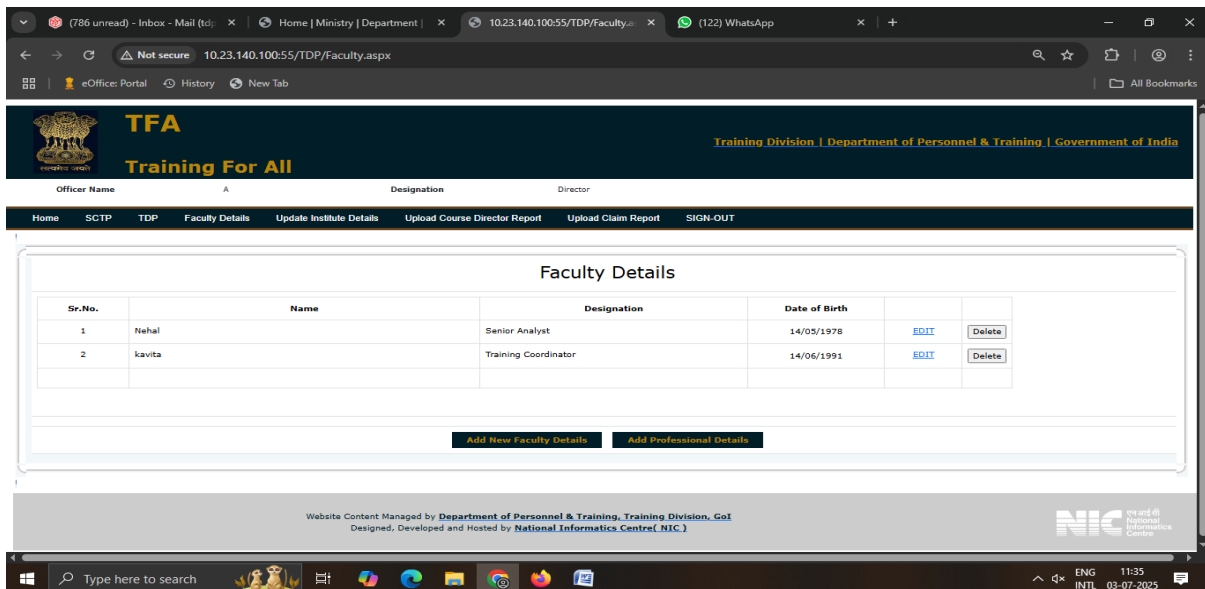 (786 unread) - Inbox - Mail (tdp
Home | Ministry | Department |
10.23.140.100:55/TDP/Faculty.a
(122) WhatsApp
Not secure 10.23.140.100:55/TDP/Faculty.aspx
eOffice: Portal History New Tab All Bookmarks
TFA
Training For All
सत्यमेव जयते
Training Division | Department of Personnel & Training | Government of India
Officer Name A Designation Director
Home SCTP TDP Faculty Details Update Institute Details Upload Course Director Report Upload Claim Report SIGN-OUT
Faculty Details
Sr.No. Name Designation Date of Birth
1 Nehal Senior Analyst 14/05/1978 EDIT Delete
2 kavita Training Coordinator 14/06/1991 EDIT Delete
Add New Faculty Details Add Professional Details
Website Content Managed by Department of Personnel & Training, Training Division, GoI
Designed, Developed and Hosted by National Informatics Centre( NIC )
NIC
एन आई सी
National
Informatics
Centre
Type here to search
ENG 11:35
INTL 03-07-2025